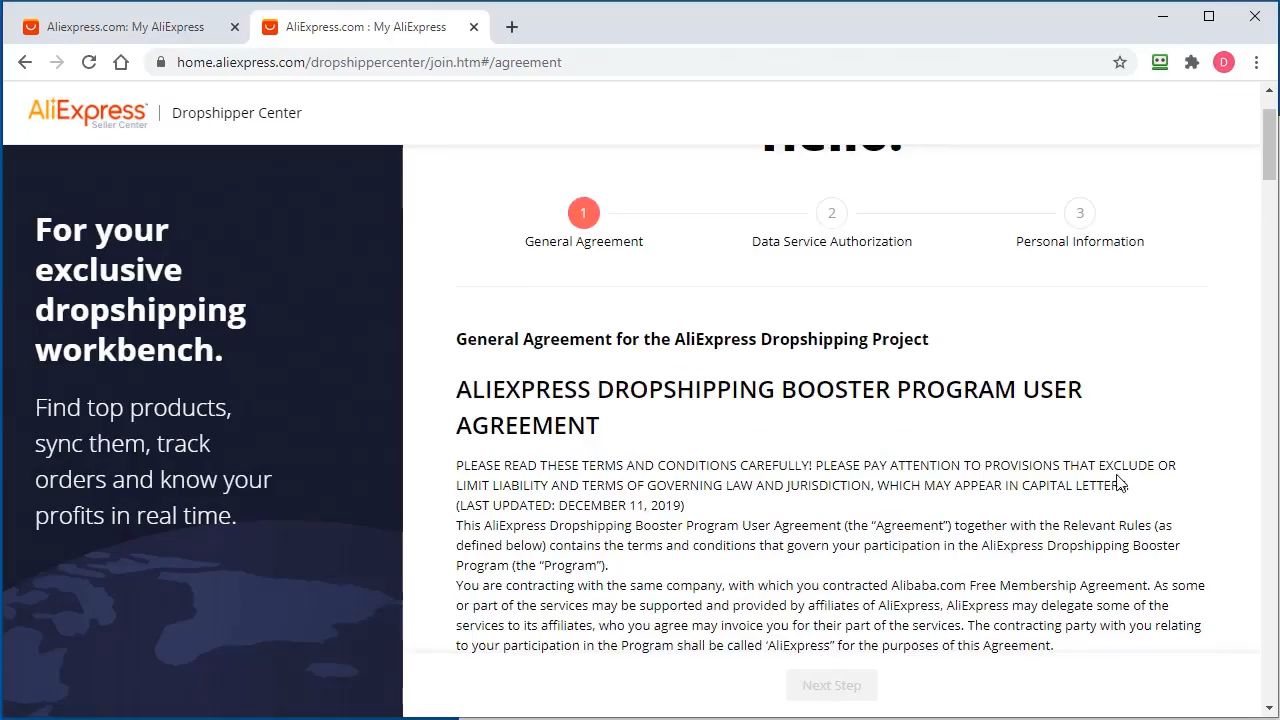 Aliexpress.com: My AliExpress
AliExpress.com : My AliExpress
home.aliexpress.com/dropshippercenter/join.htm#/agreement
D
AliExpress
Seller Center
Dropshipper Center
For your
exclusive
dropshipping
workbench.
Find top products,
sync them, track
orders and know your
profits in real time.
Hello!
1
2
3
General Agreement
Data Service Authorization
Personal Information
General Agreement for the AliExpress Dropshipping Project
ALIEXPRESS DROPSHIPPING BOOSTER PROGRAM USER
AGREEMENT
PLEASE READ THESE TERMS AND CONDITIONS CAREFULLY! PLEASE PAY ATTENTION TO PROVISIONS THAT EXCLUDE OR
LIMIT LIABILITY AND TERMS OF GOVERNING LAW AND JURISDICTION, WHICH MAY APPEAR IN CAPITAL LETTER
(LAST UPDATED: DECEMBER 11, 2019)
This AliExpress Dropshipping Booster Program User Agreement (the “Agreement”) together with the Relevant Rules (as
defined below) contains the terms and conditions that govern your participation in the AliExpress Dropshipping Booster
Program (the “Program”).
You are contracting with the same company, with which you contracted Alibaba.com Free Membership Agreement. As some
or part of the services may be supported and provided by affiliates of AliExpress, AliExpress may delegate some of the
services to its affiliates, who you agree may invoice you for their part of the services. The contracting party with you relating
to your participation in the Program shall be called ‘AliExpress” for the purposes of this Agreement.
Next Step